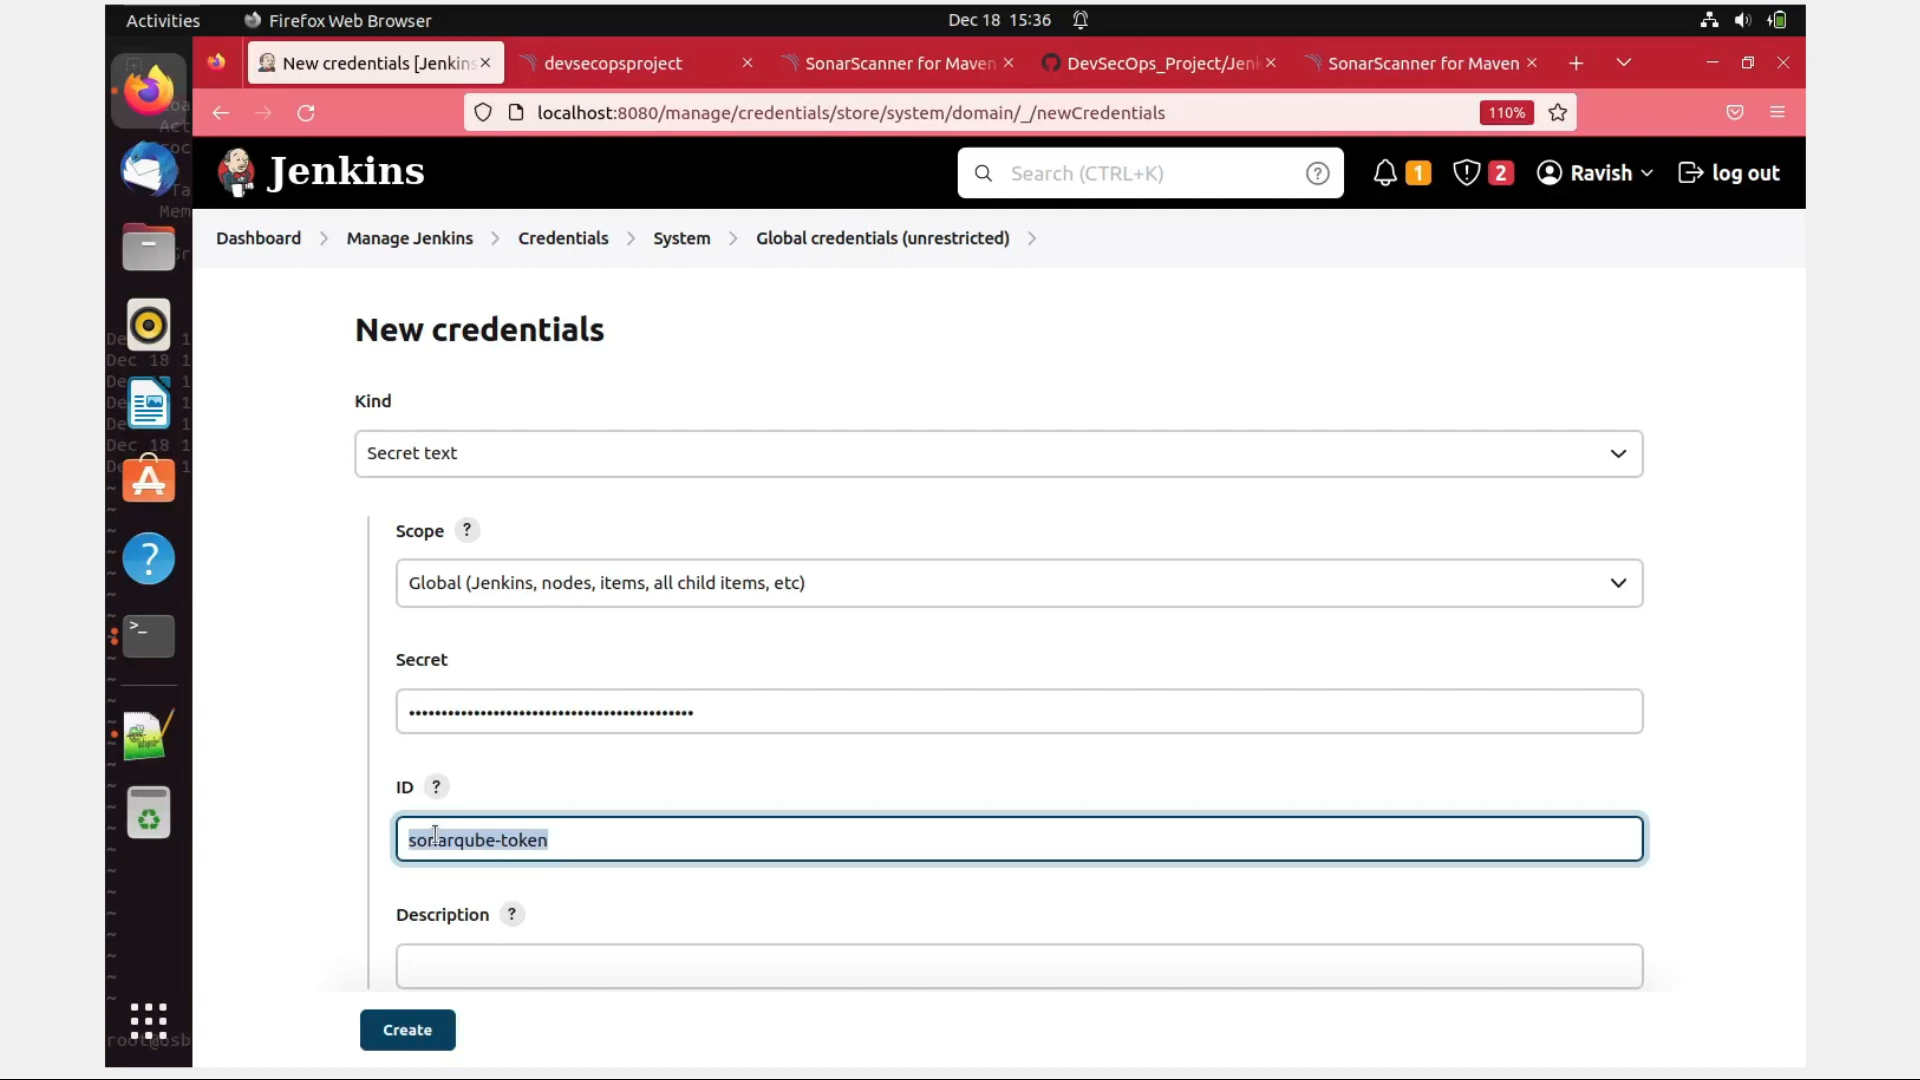 Activities
Firefox Web Browser
Dec 18 15:36
New credentials [Jenkins
devsecopsproject
SonarScanner for Maven
DevSecOps_Project/Jenk
SonarScanner for Maven
localhost:8080/manage/credentials/store/system/domain/_/newCredentials
110%
Jenkins
Search (CTRL+K)
1
2
Ravish
log out
Dashboard
Manage Jenkins
Credentials
System
Global credentials (unrestricted)
New credentials
Kind
Secret text
Scope ?
Global (Jenkins, nodes, items, all child items, etc)
Secret
••••••••••••••••••••••••••••••••••••••••••••
ID ?
sonarqube-token
Description ?
Create